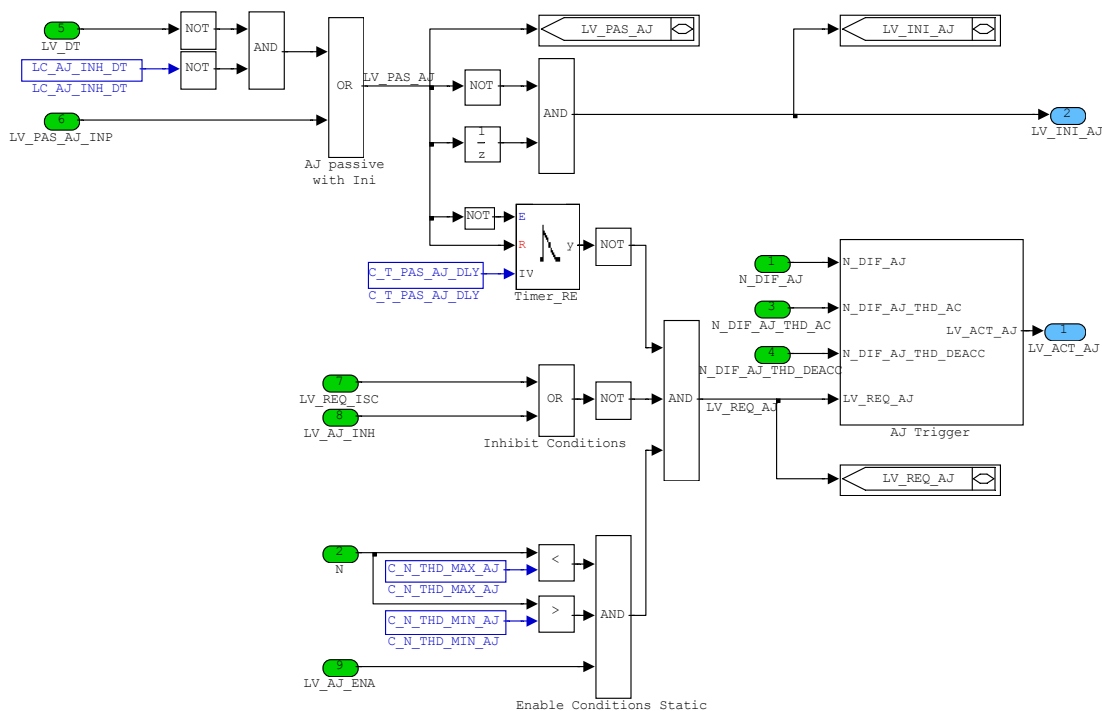 5
LV_DT
NOT
AND
LC_AJ_INH_DT
LC_AJ_INH_DT
NOT
6
LV_PAS_AJ_INP
OR
AJ passive
with Ini
LV_PAS_AJ
LV_PAS_AJ
LV_INI_AJ
NOT
AND
1
z
2
LV_INI_AJ
NOT
E
R
IV
y
Timer_RE
C_T_PAS_AJ_DLY
C_T_PAS_AJ_DLY
NOT
1
N_DIF_AJ
3
N_DIF_AJ_THD_AC
4
N_DIF_AJ_THD_DEACC
N_DIF_AJ
N_DIF_AJ_THD_AC
N_DIF_AJ_THD_DEACC
LV_REQ_AJ
LV_ACT_AJ
AJ Trigger
1
LV_ACT_AJ
7
LV_REQ_ISC
8
LV_AJ_INH
OR
Inhibit Conditions
NOT
AND
LV_REQ_AJ
LV_REQ_AJ
2
N
C_N_THD_MAX_AJ
C_N_THD_MAX_AJ
<
C_N_THD_MIN_AJ
C_N_THD_MIN_AJ
>
AND
9
LV_AJ_ENA
Enable Conditions Static